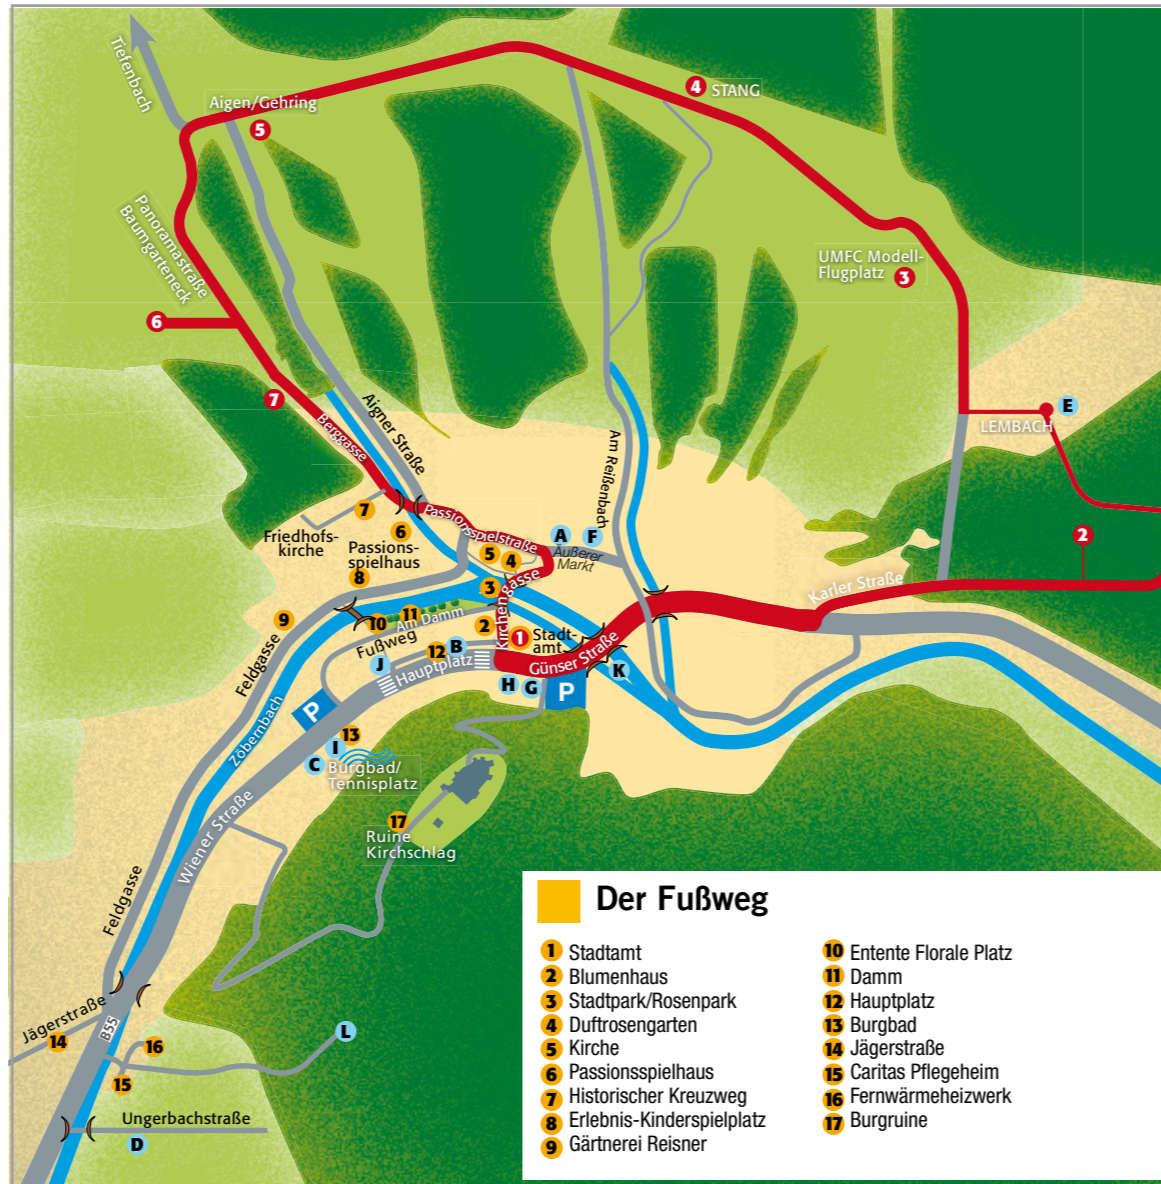 Tiefenbach
Aigen/Gehring
5
4 STANG
Panoramastraße
Baumgarteneck
UMFC Modell-
Flugplatz 3
6
7
Aigner Straße
Berggasse
E
LEMBACH
Am Reißenbach
2
7
Friedhofs-
kirche
6
Passions-
spielhaus
8
Passionsspielstraße
A F
Äußerer
Markt
5 4
3
Kirchengasse
Karler Straße
9
10 11
Am Damm
Fußweg
2
1 Stadt-
amt
Feldgasse
J
12 B
Hauptplatz
Günser Straße
K
H G
P
P
Zöbernbach
13
I
C
Burgbad/
Tennisplatz
17
Ruine
Kirchschlag
Wiener Straße
Feldgasse
Jägerstraße
14
B55
16
15
L
Ungerbachstraße
D
Der Fußweg
1 Stadtamt
2 Blumenhaus
3 Stadtpark/Rosenpark
4 Duftrosengarten
5 Kirche
6 Passionsspielhaus
7 Historischer Kreuzweg
8 Erlebnis-Kinderspielplatz
9 Gärtnerei Reisner
10 Entente Florale Platz
11 Damm
12 Hauptplatz
13 Burgbad
14 Jägerstraße
15 Caritas Pflegeheim
16 Fernwärmeheizwerk
17 Burgruine